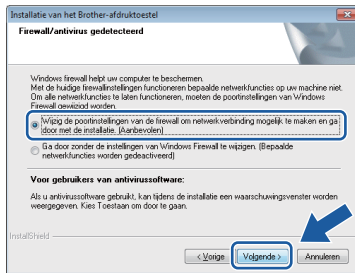 Installatie van het Brother-afdruktoestel
Firewall/antivirus gedetecteerd
Windows firewall helpt uw computer te beschermen.
Met de huidige firewallinstellingen functioneren bepaalde netwerkfuncties op uw machine niet.
Om alle netwerkfuncties te laten functioneren, moeten de poortinstellingen van Windows
Firewall gewijzigd worden.
Wijzig de poortinstellingen van de firewall om netwerkverbinding mogelijk te maken en ga
door met de installatie. (Aanbevolen)
Ga door zonder de instellingen van Windows Firewall te wijzigen. (Bepaalde
netwerkfuncties worden gedeactiveerd)
Voor gebruikers van antivirussoftware:
Als u antivirussoftware gebruikt, kan tijdens de installatie een waarschuwingsvenster worden
weergegeven. Kies Toestaan om door te gaan.
InstallShield
< Vorige
Volgende >
Annuleren